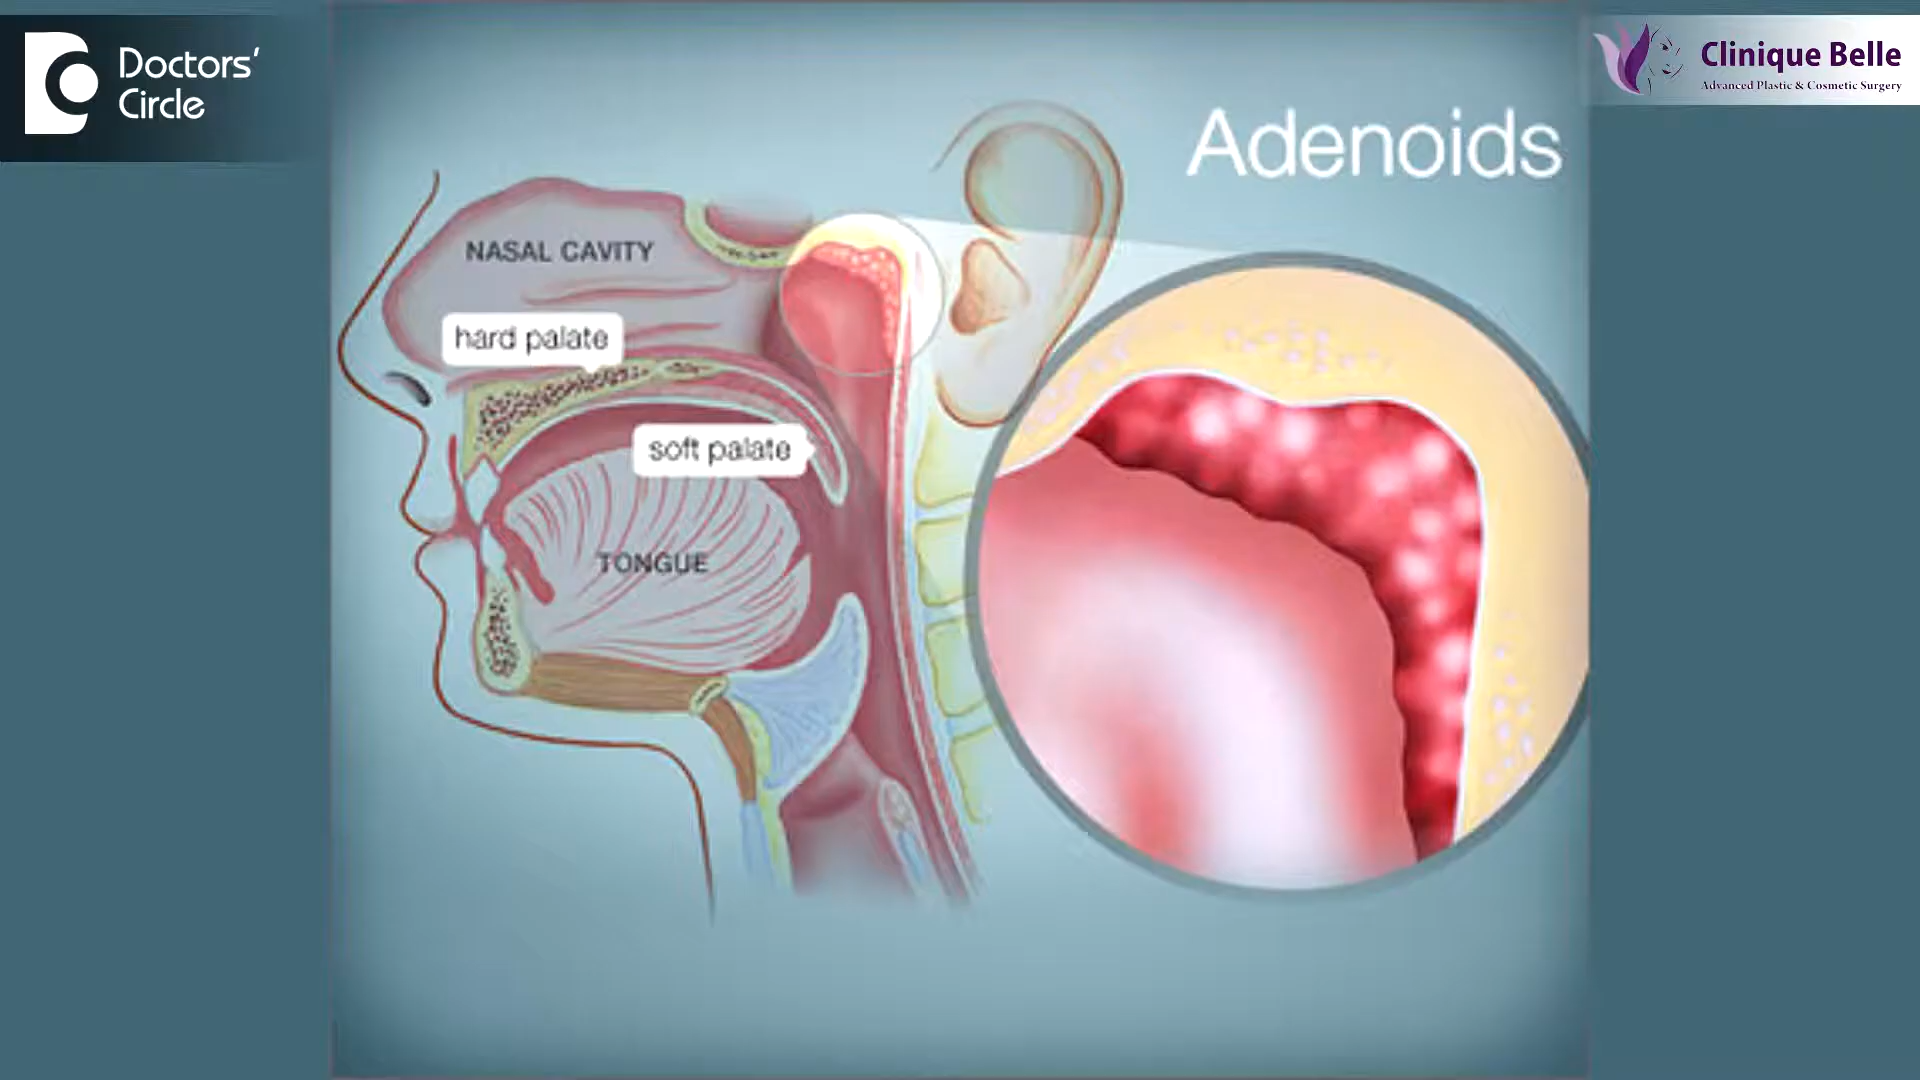 Doctors'
Circle
Clinique Belle
Advanced Plastic & Cosmetic Surgery
Adenoids
NASAL CAVITY
hard palate
soft palate
TONGUE